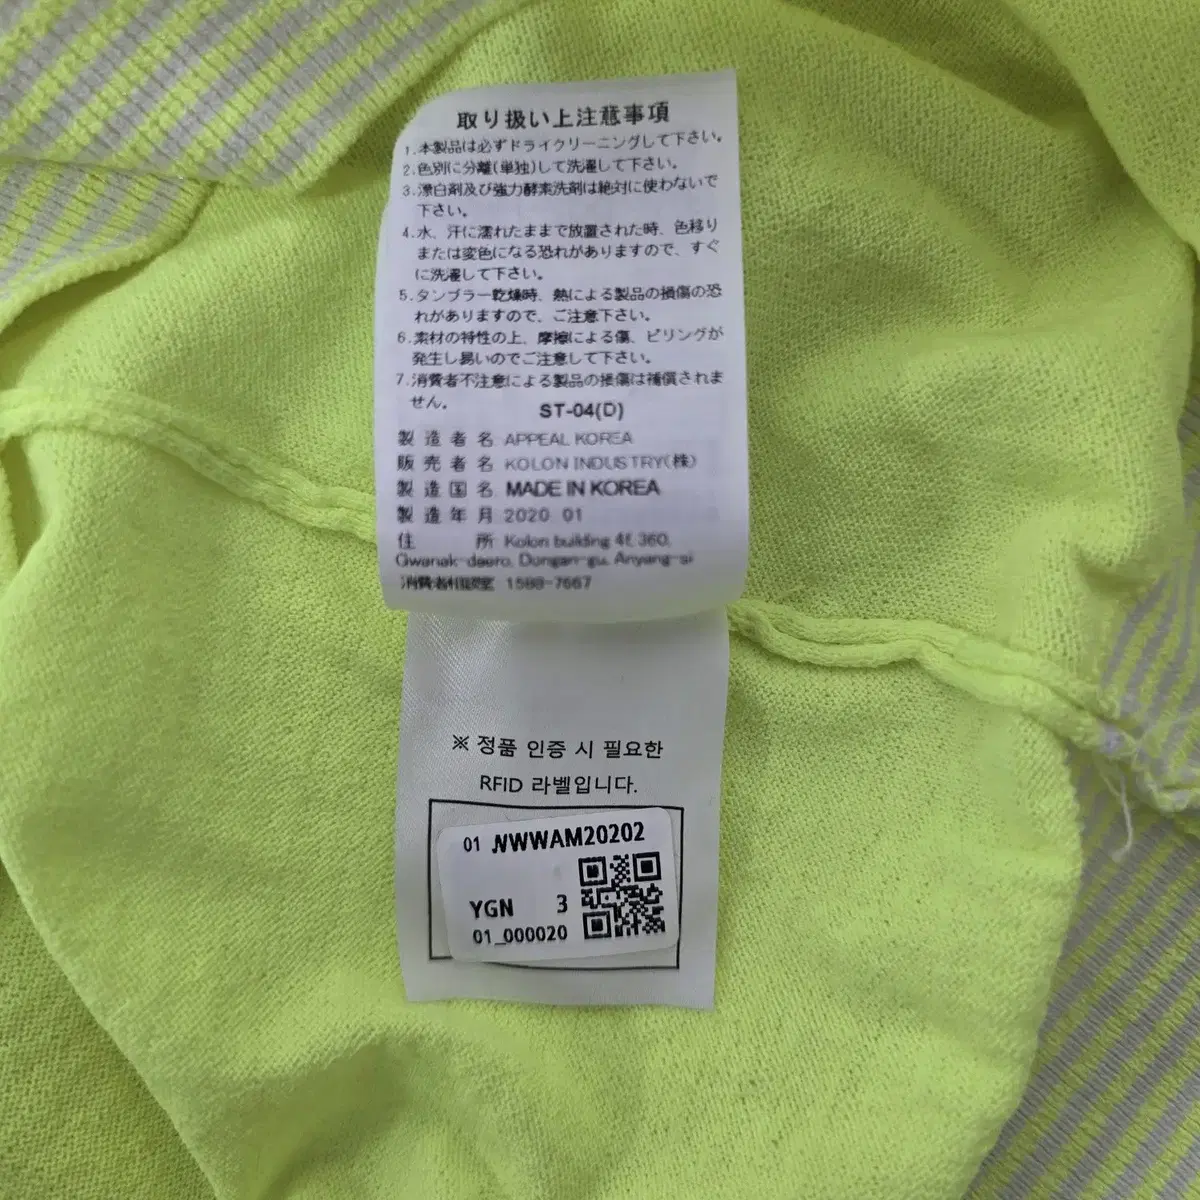 取り扱い上注意事項
1.本製品は必ずドライクリーニングして下さい。
2.色別に分離(単独)して洗濯して下さい。
3.漂白剤及び強力酵素洗剤は絶対に使わないで
下さい。
4.水、汗に濡れたままで放置された時、色移り
または変色になる恐れがありますので、すぐ
に洗濯して下さい。
5.タンブラー乾燥時、熱による製品の損傷の恐
れがありますので、ご注意下さい。
6.素材の特性の上、摩擦による傷、ピリングが
発生し易いのでご注意して下さい。
7.消費者不注意による製品の損傷は補償されま
せん。
ST-04(D)
製造者名 APPEAL KOREA
販売者名 KOLON INDUSTRY(株)
製造国名 MADE IN KOREA
製造年月 2020 01
住所 Kolon building 4f, 360,
Gwanak-daero, Dongan-gu, Anyang-si
消費者相談室 1588-7667
※ 정품 인증 시 필요한
RFID 라벨입니다.
01 WWWAM20202
YGN 3
01_000020